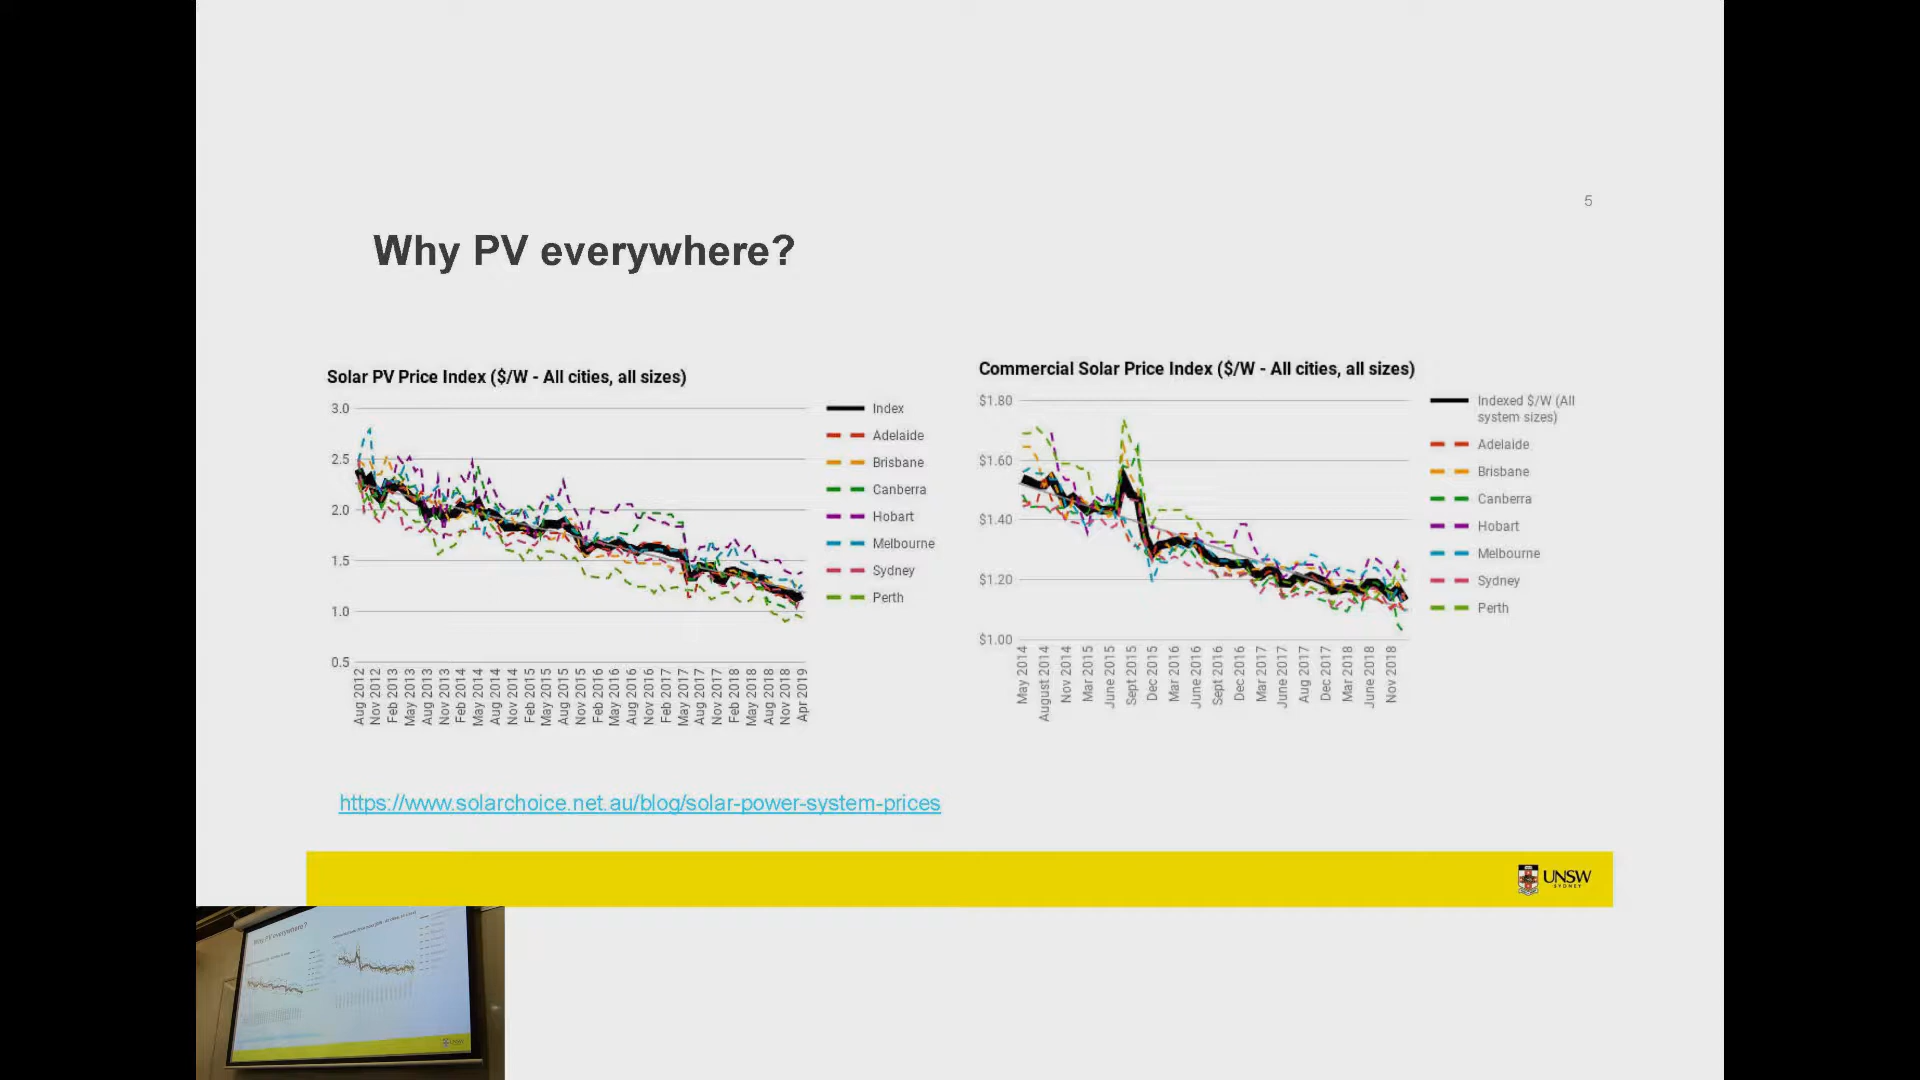 5
Why PV everywhere?
Solar PV Price Index ($/W - All cities, all sizes)
3.0
2.5
2.0
1.5
1.0
0.5
Aug 2012
Nov 2012
Feb 2013
May 2013
Aug 2013
Nov 2013
Feb 2014
May 2014
Aug 2014
Nov 2014
Feb 2015
May 2015
Aug 2015
Nov 2015
Feb 2016
May 2016
Aug 2016
Nov 2016
Feb 2017
May 2017
Aug 2017
Nov 2017
Feb 2018
May 2018
Aug 2018
Nov 2018
Apr 2019
Index
Adelaide
Brisbane
Canberra
Hobart
Melbourne
Sydney
Perth
Commercial Solar Price Index ($/W - All cities, all sizes)
$1.80
$1.60
$1.40
$1.20
$1.00
May 2014
August 2014
Nov 2014
Mar 2015
June 2015
Sept 2015
Dec 2015
Mar 2016
June 2016
Sept 2016
Dec 2016
Mar 2017
June 2017
Aug 2017
Dec 2017
Mar 2018
June 2018
Nov 2018
Indexed $/W (All
system sizes)
Adelaide
Brisbane
Canberra
Hobart
Melbourne
Sydney
Perth
https://www.solarchoice.net.au/blog/solar-power-system-prices
UNSW
SYDNEY
Why PV everywhere?